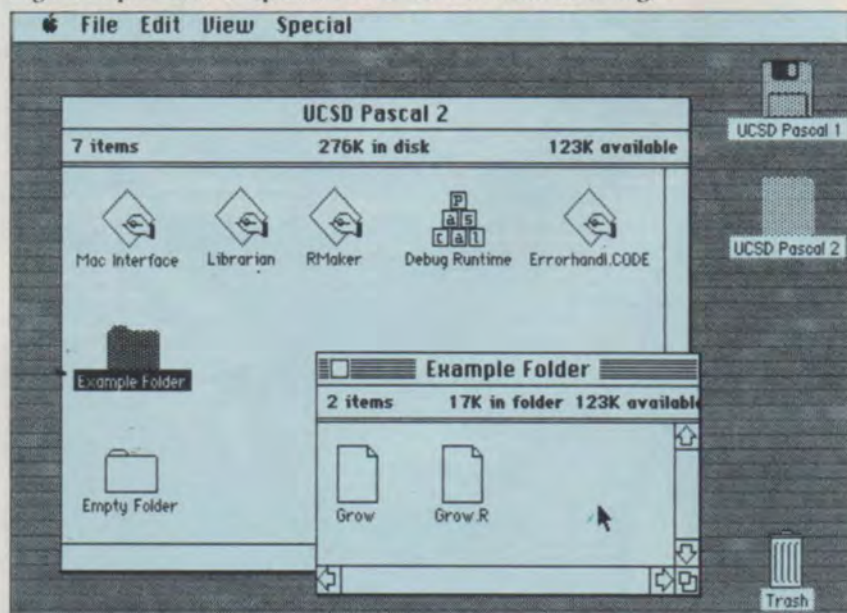 File Edit View Special
UCSD Pascal 2
7 items 276K in disk 123K available
Mac Interface Librarian RMaker Debug Runtime Errorhandl.CODE
P
as
cal
Example Folder
Empty Folder
Example Folder
2 items 17K in folder 123K available
Grow Grow.R
UCSD Pascal 1
UCSD Pascal 2
Trash